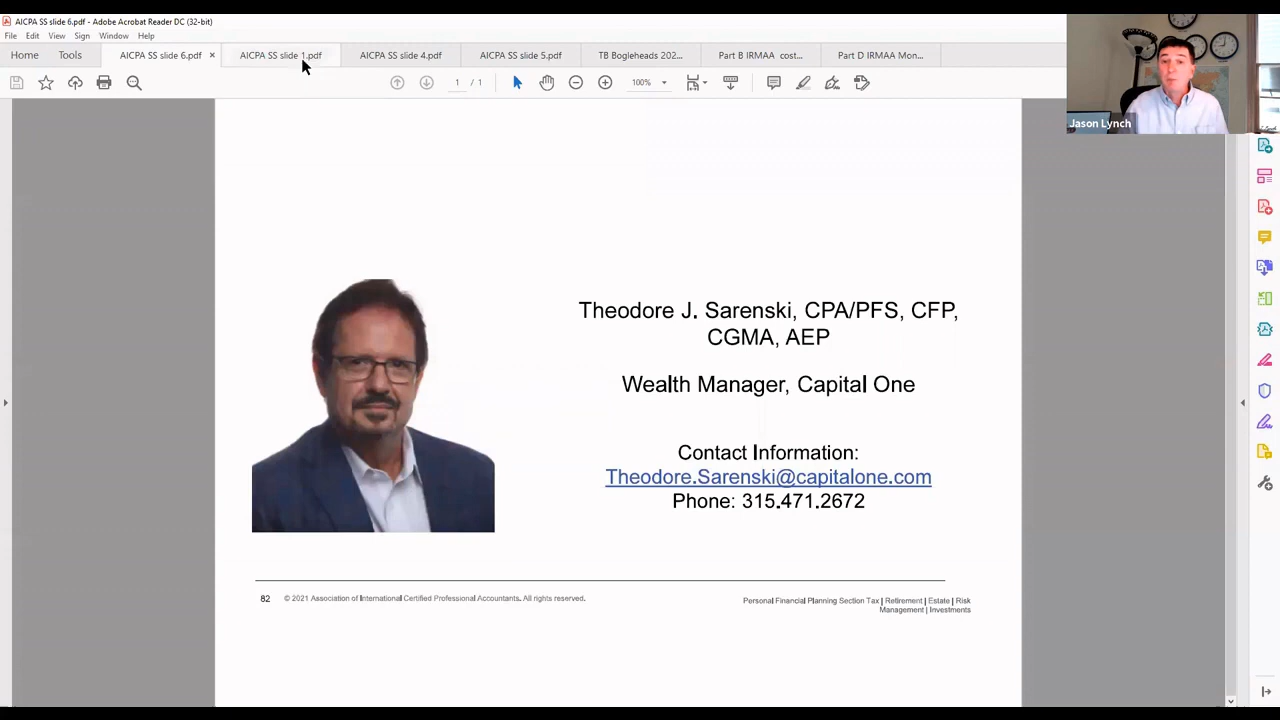 AICPA SS slide 6.pdf - Adobe Acrobat Reader DC (32-bit)
File Edit View Sign Window Help
Home Tools AICPA SS slide 6.pdf × AICPA SS slide 1.pdf AICPA SS slide 4.pdf AICPA SS slide 5.pdf TB Bogleheads 202... Part B IRMAA cost... Part D IRMAA Mon...
1 / 1 100%
Jason Lynch
Theodore J. Sarenski, CPA/PFS, CFP,
CGMA, AEP
Wealth Manager, Capital One
Contact Information:
Theodore.Sarenski@capitalone.com
Phone: 315.471.2672
82 © 2021 Association of International Certified Professional Accountants. All rights reserved.
Personal Financial Planning Section Tax | Retirement | Estate | Risk
Management | Investments